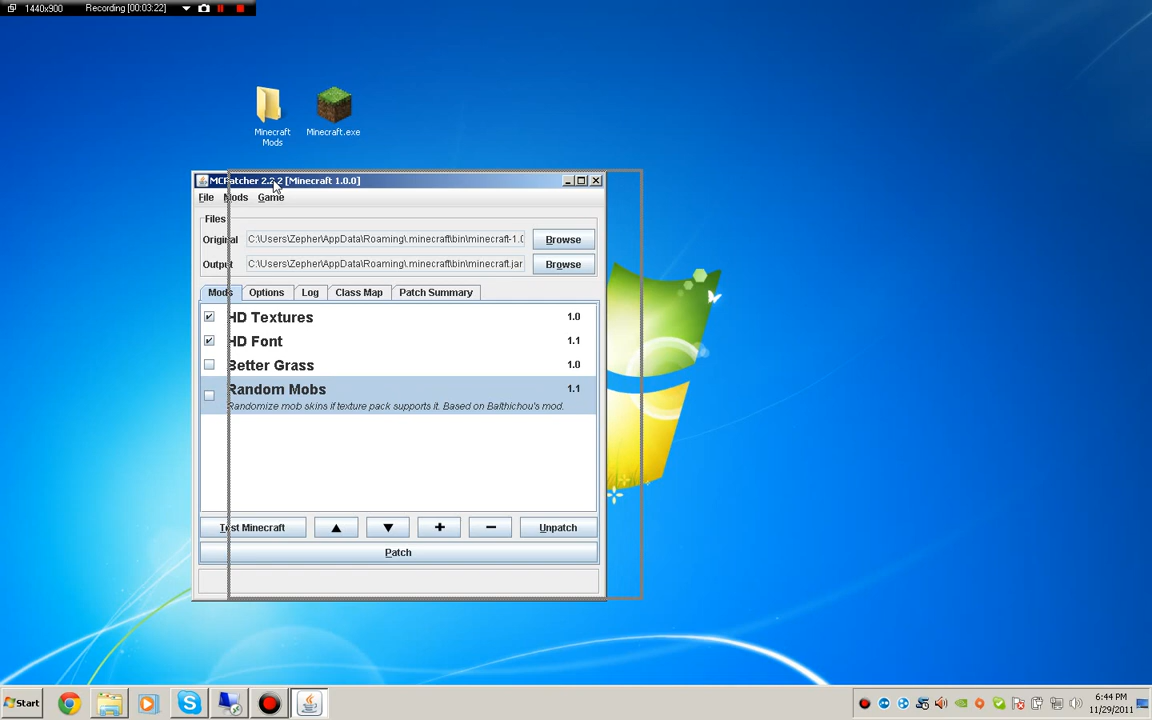 1440x900 Recording [00:03:22]
Minecraft Mods
Minecraft.exe
MCPatcher 2.2.2 [Minecraft 1.0.0]
File Mods Game
Files
Original C:\Users\Zepher\AppData\Roaming\.minecraft\bin\minecraft-1.0 Browse
Output C:\Users\Zepher\AppData\Roaming\.minecraft\bin\minecraft.jar Browse
Mods Options Log Class Map Patch Summary
HD Textures 1.0
HD Font 1.1
Better Grass 1.0
Random Mobs 1.1
Randomize mob skins if texture pack supports it. Based on Balthichou's mod.
Test Minecraft Unpatch
Patch
Start
6:44 PM
11/29/2011